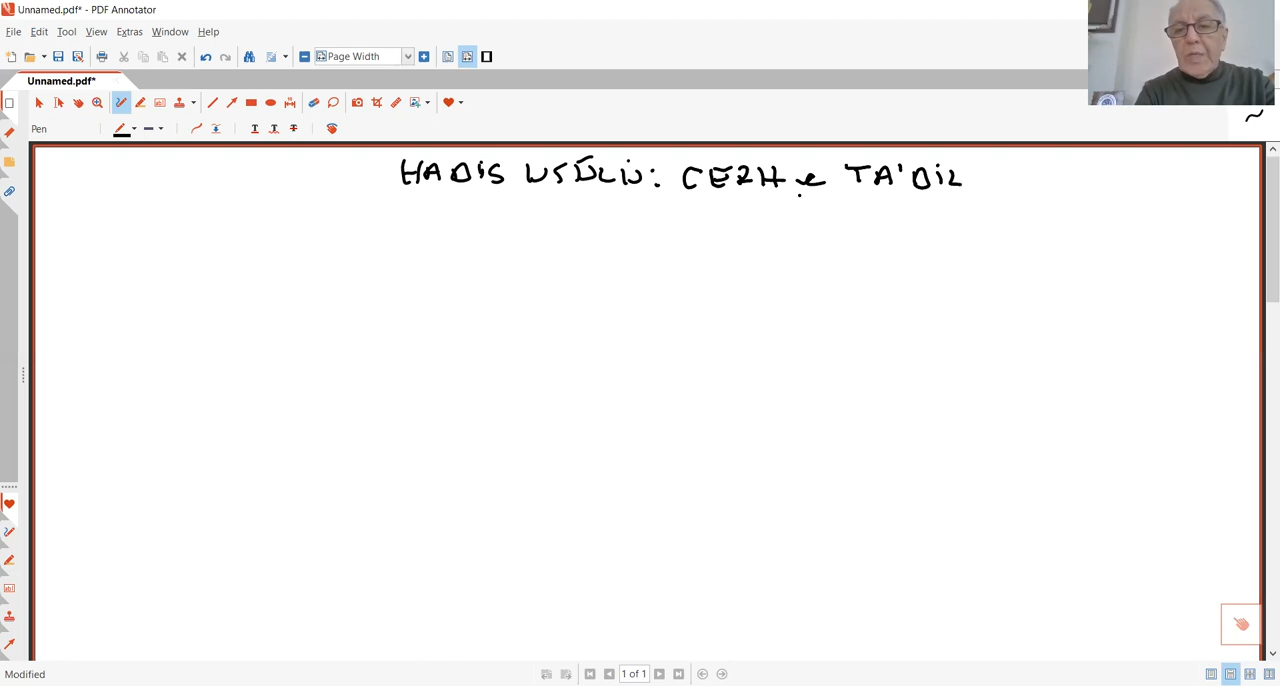 Unnamed.pdf* - PDF Annotator
File Edit Tool View Extras Window Help
Page Width
Unnamed.pdf*
Pen
HADİS USÛLÜ: CERH ve TA'DİL
1 of 1
Modified